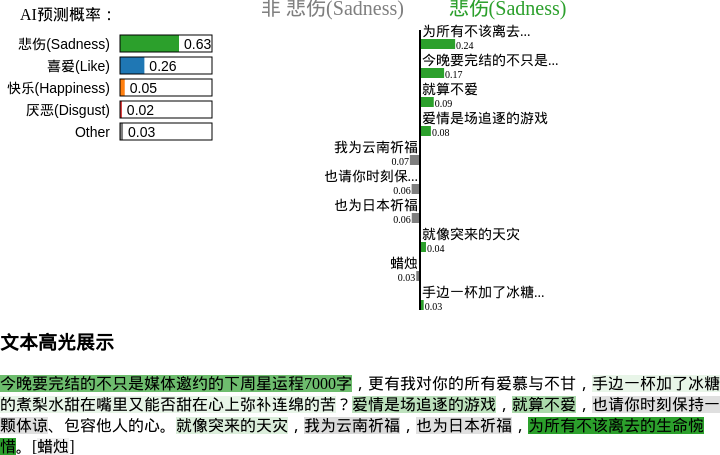 AI预测概率：
悲伤(Sadness) 0.63
喜爱(Like) 0.26
快乐(Happiness) 0.05
厌恶(Disgust) 0.02
Other 0.03
非 悲伤(Sadness) 悲伤(Sadness)
为所有不该离去...
0.24
今晚要完结的不只是...
0.17
就算不爱
0.09
爱情是场追逐的游戏
0.08
我为云南祈福
0.07
也请你时刻保...
0.06
也为日本祈福
0.06
就像突来的天灾
0.04
蜡烛
0.03
手边一杯加了冰糖...
0.03
文本高光展示
今晚要完结的不只是媒体邀约的下周星运程7000字，更有我对你的所有爱慕与不甘，手边一杯加了冰糖
的煮梨水甜在嘴里又能否甜在心上弥补连绵的苦？爱情是场追逐的游戏，就算不爱，也请你时刻保持一
颗体谅、包容他人的心。就像突来的天灾，我为云南祈福，也为日本祈福，为所有不该离去的生命惋
惜。[蜡烛]